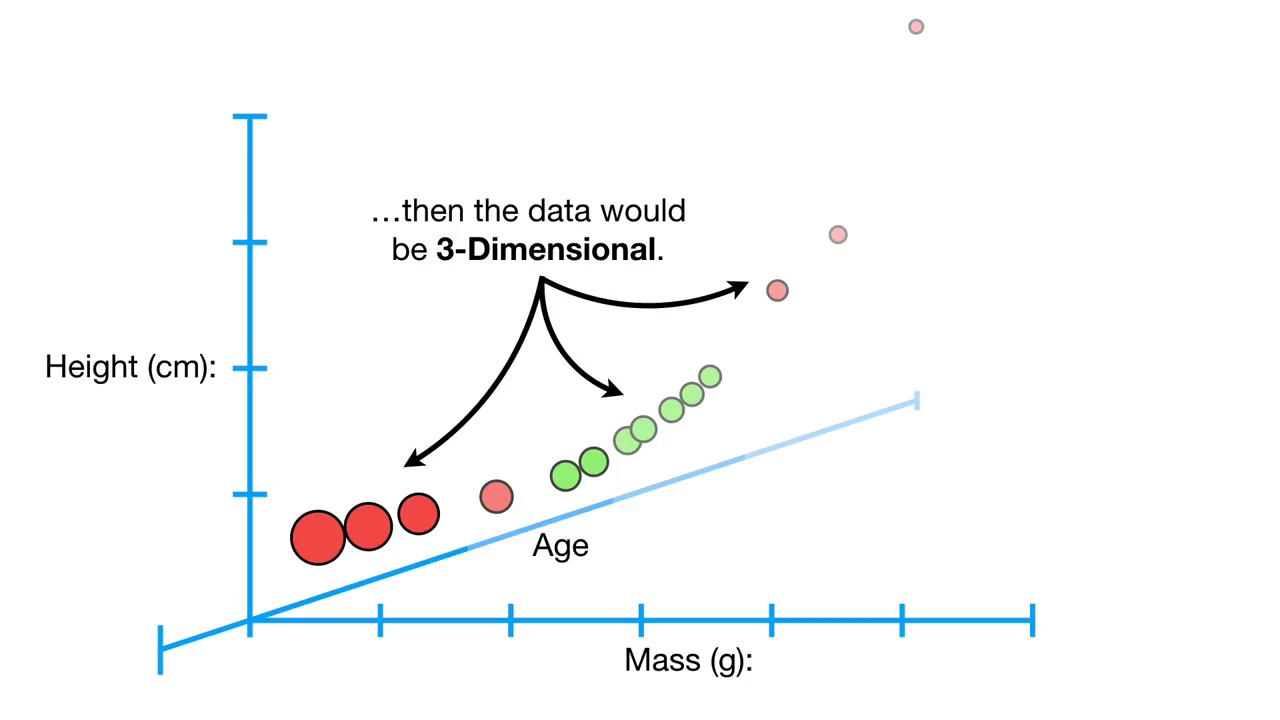 …then the data would
be 3-Dimensional.
Height (cm):
Age
Mass (g):